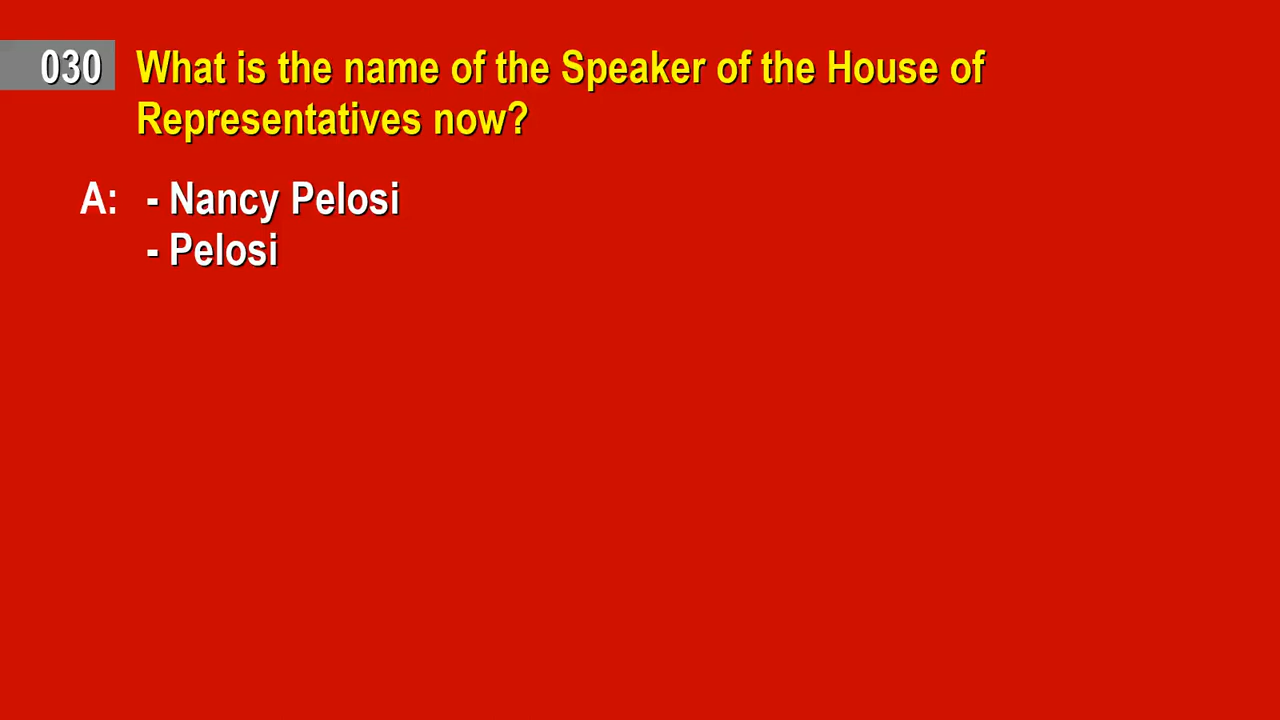 030 What is the name of the Speaker of the House of
Representatives now?
A: - Nancy Pelosi
- Pelosi